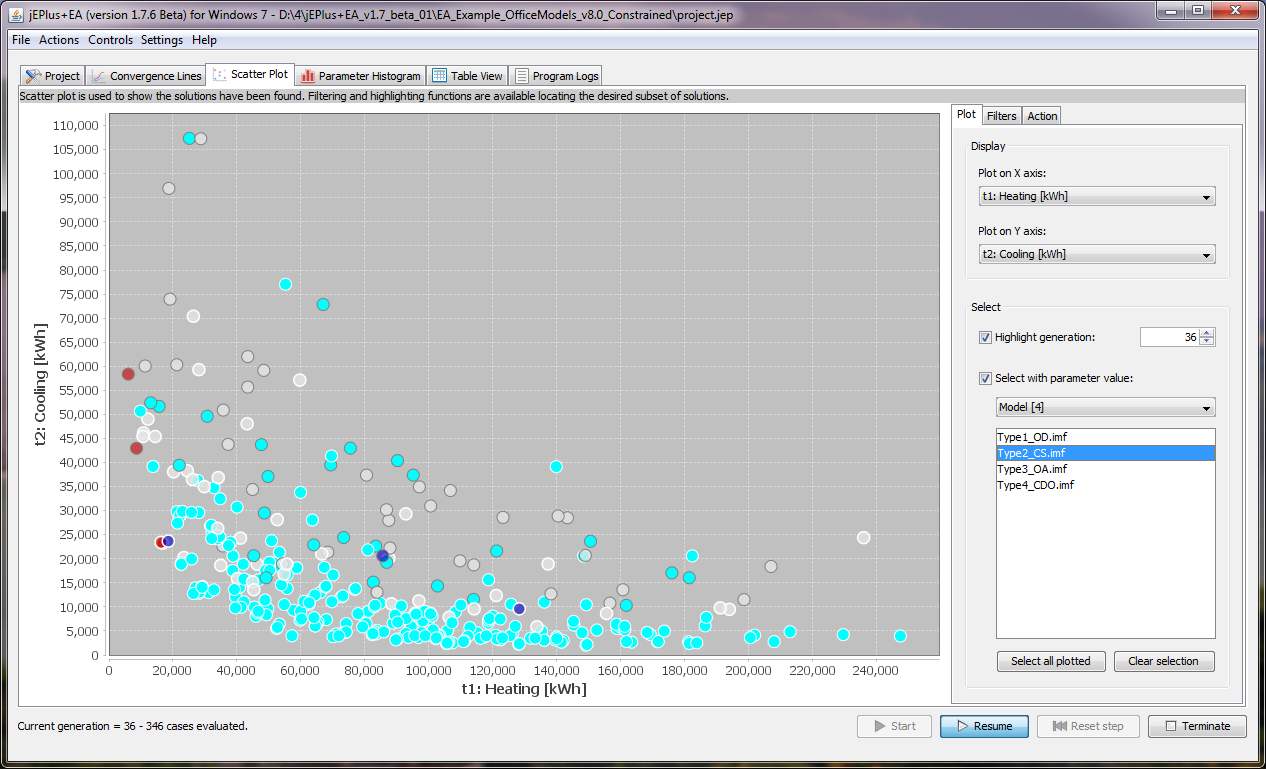 jEPlus+EA (version 1.7.6 Beta) for Windows 7 - D:\4\jEPlus+EA_v1.7_beta_01\EA_Example_OfficeModels_v8.0_Constrained\project.jep
File Actions Controls Settings Help
Project Convergence Lines Scatter Plot Parameter Histogram Table View Program Logs
Scatter plot is used to show the solutions have been found. Filtering and highlighting functions are available locating the desired subset of solutions.
110,000
105,000
100,000
95,000
90,000
85,000
80,000
75,000
70,000
65,000
60,000
55,000
50,000
45,000
40,000
35,000
30,000
25,000
20,000
15,000
10,000
5,000
0
t2: Cooling [kWh]
0 20,000 40,000 60,000 80,000 100,000 120,000 140,000 160,000 180,000 200,000 220,000 240,000
t1: Heating [kWh]
Plot Filters Action
Display
Plot on X axis:
t1: Heating [kWh]
Plot on Y axis:
t2: Cooling [kWh]
Select
Highlight generation: 36
Select with parameter value:
Model [4]
Type1_OD.imf
Type2_CS.imf
Type3_OA.imf
Type4_CDO.imf
Select all plotted Clear selection
Current generation = 36 - 346 cases evaluated.
Start Resume Reset step Terminate